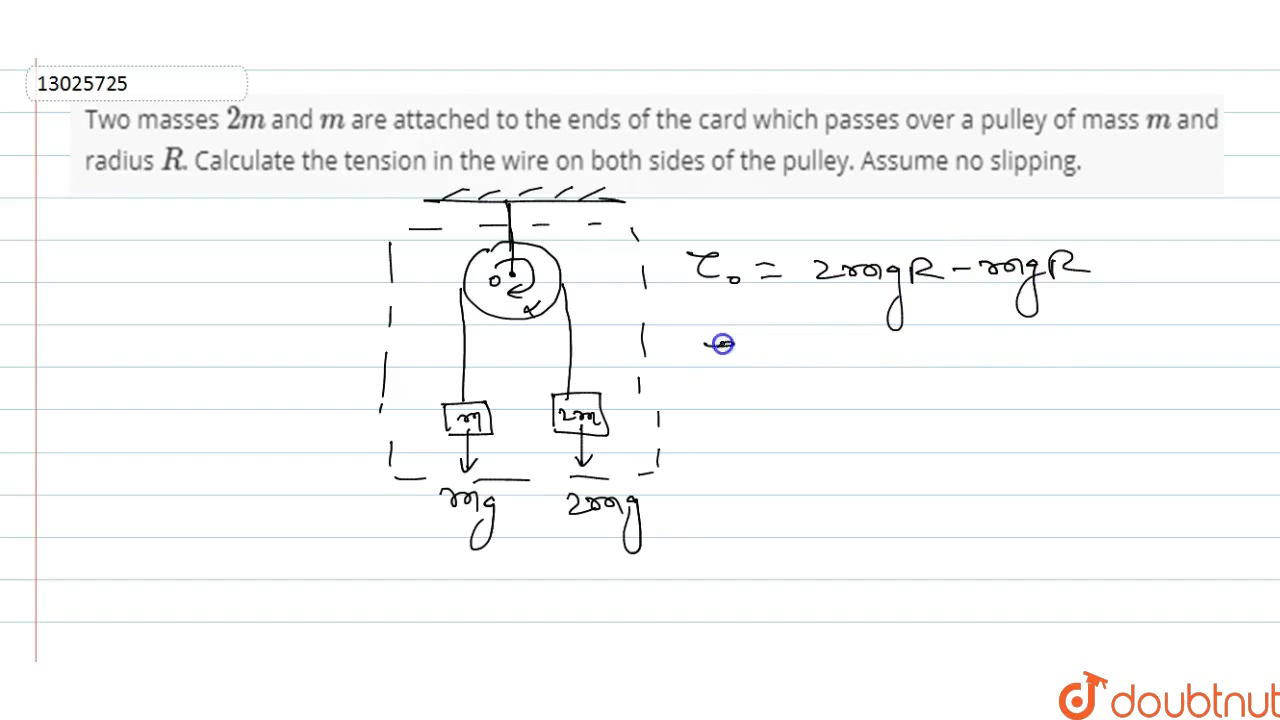 13025725
Two masses 2m and m are attached to the ends of the card which passes over a pulley of mass m and
radius R. Calculate the tension in the wire on both sides of the pulley. Assume no slipping.
τ₀ = 2mgR - mgR
O
α
m 2m
mg 2mg
doubtnut